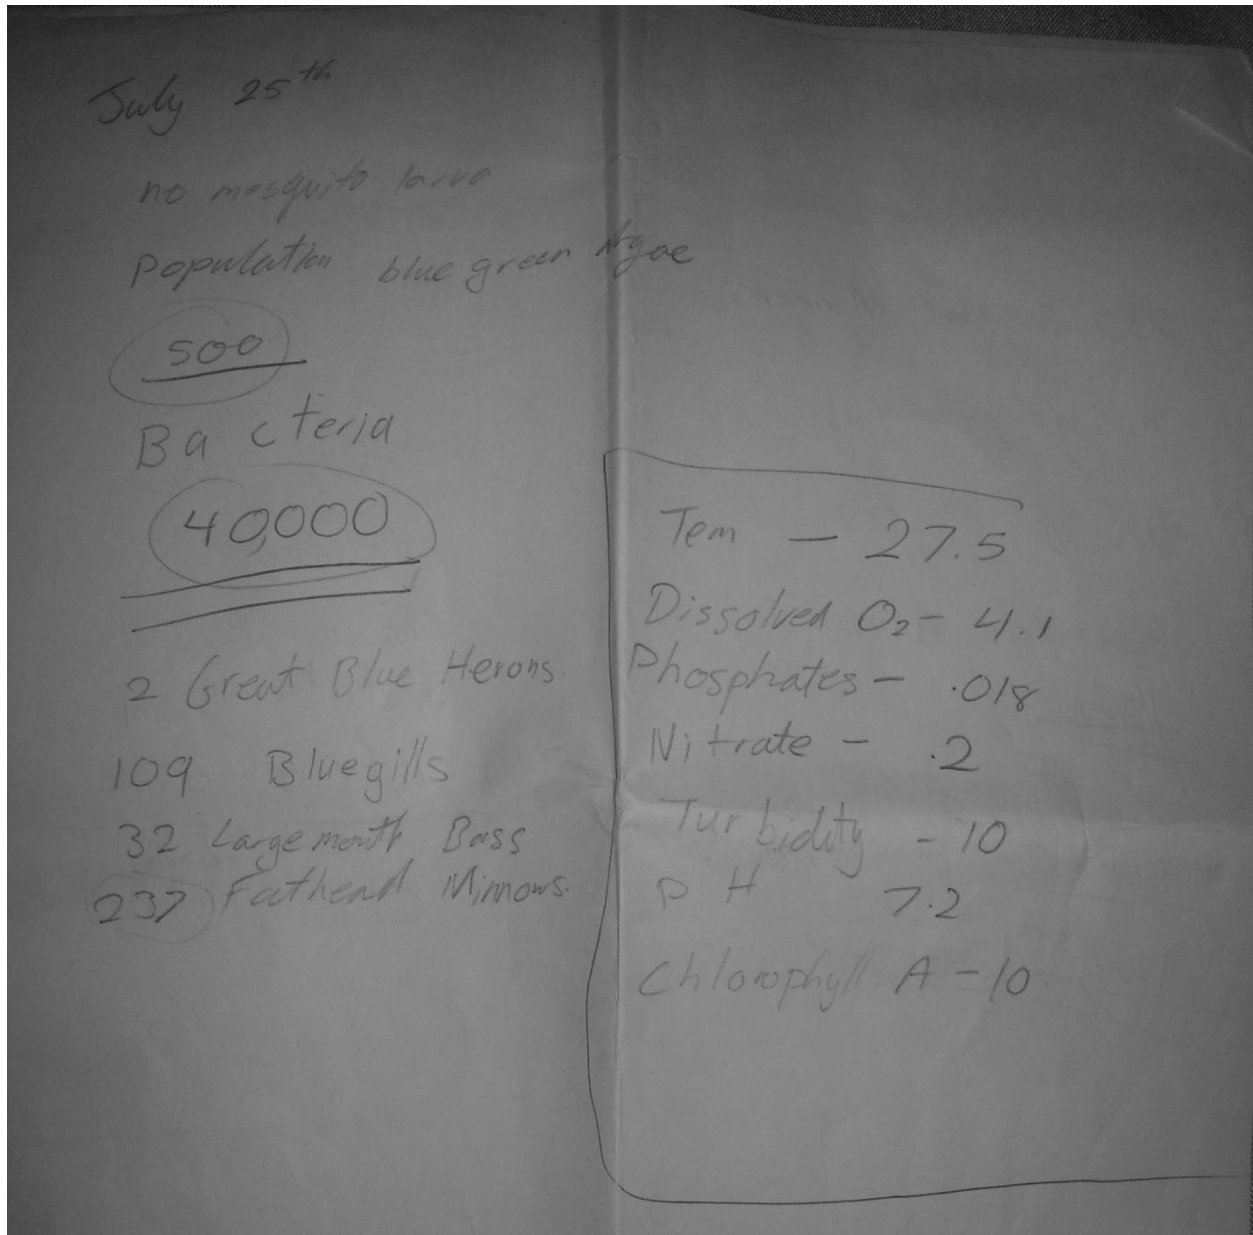 July 25th
no mosquito larva
Population blue green Algae
500
Bacteria
40,000
2 Great Blue Herons.
109 Bluegills
32 Largemouth Bass
237 Fathead Minnows.
Tem - 27.5
Dissolved O2 - 4.1
Phosphates - .018
Nitrate - .2
Turbidity - 10
PH 7.2
Chlorophyll A - 10